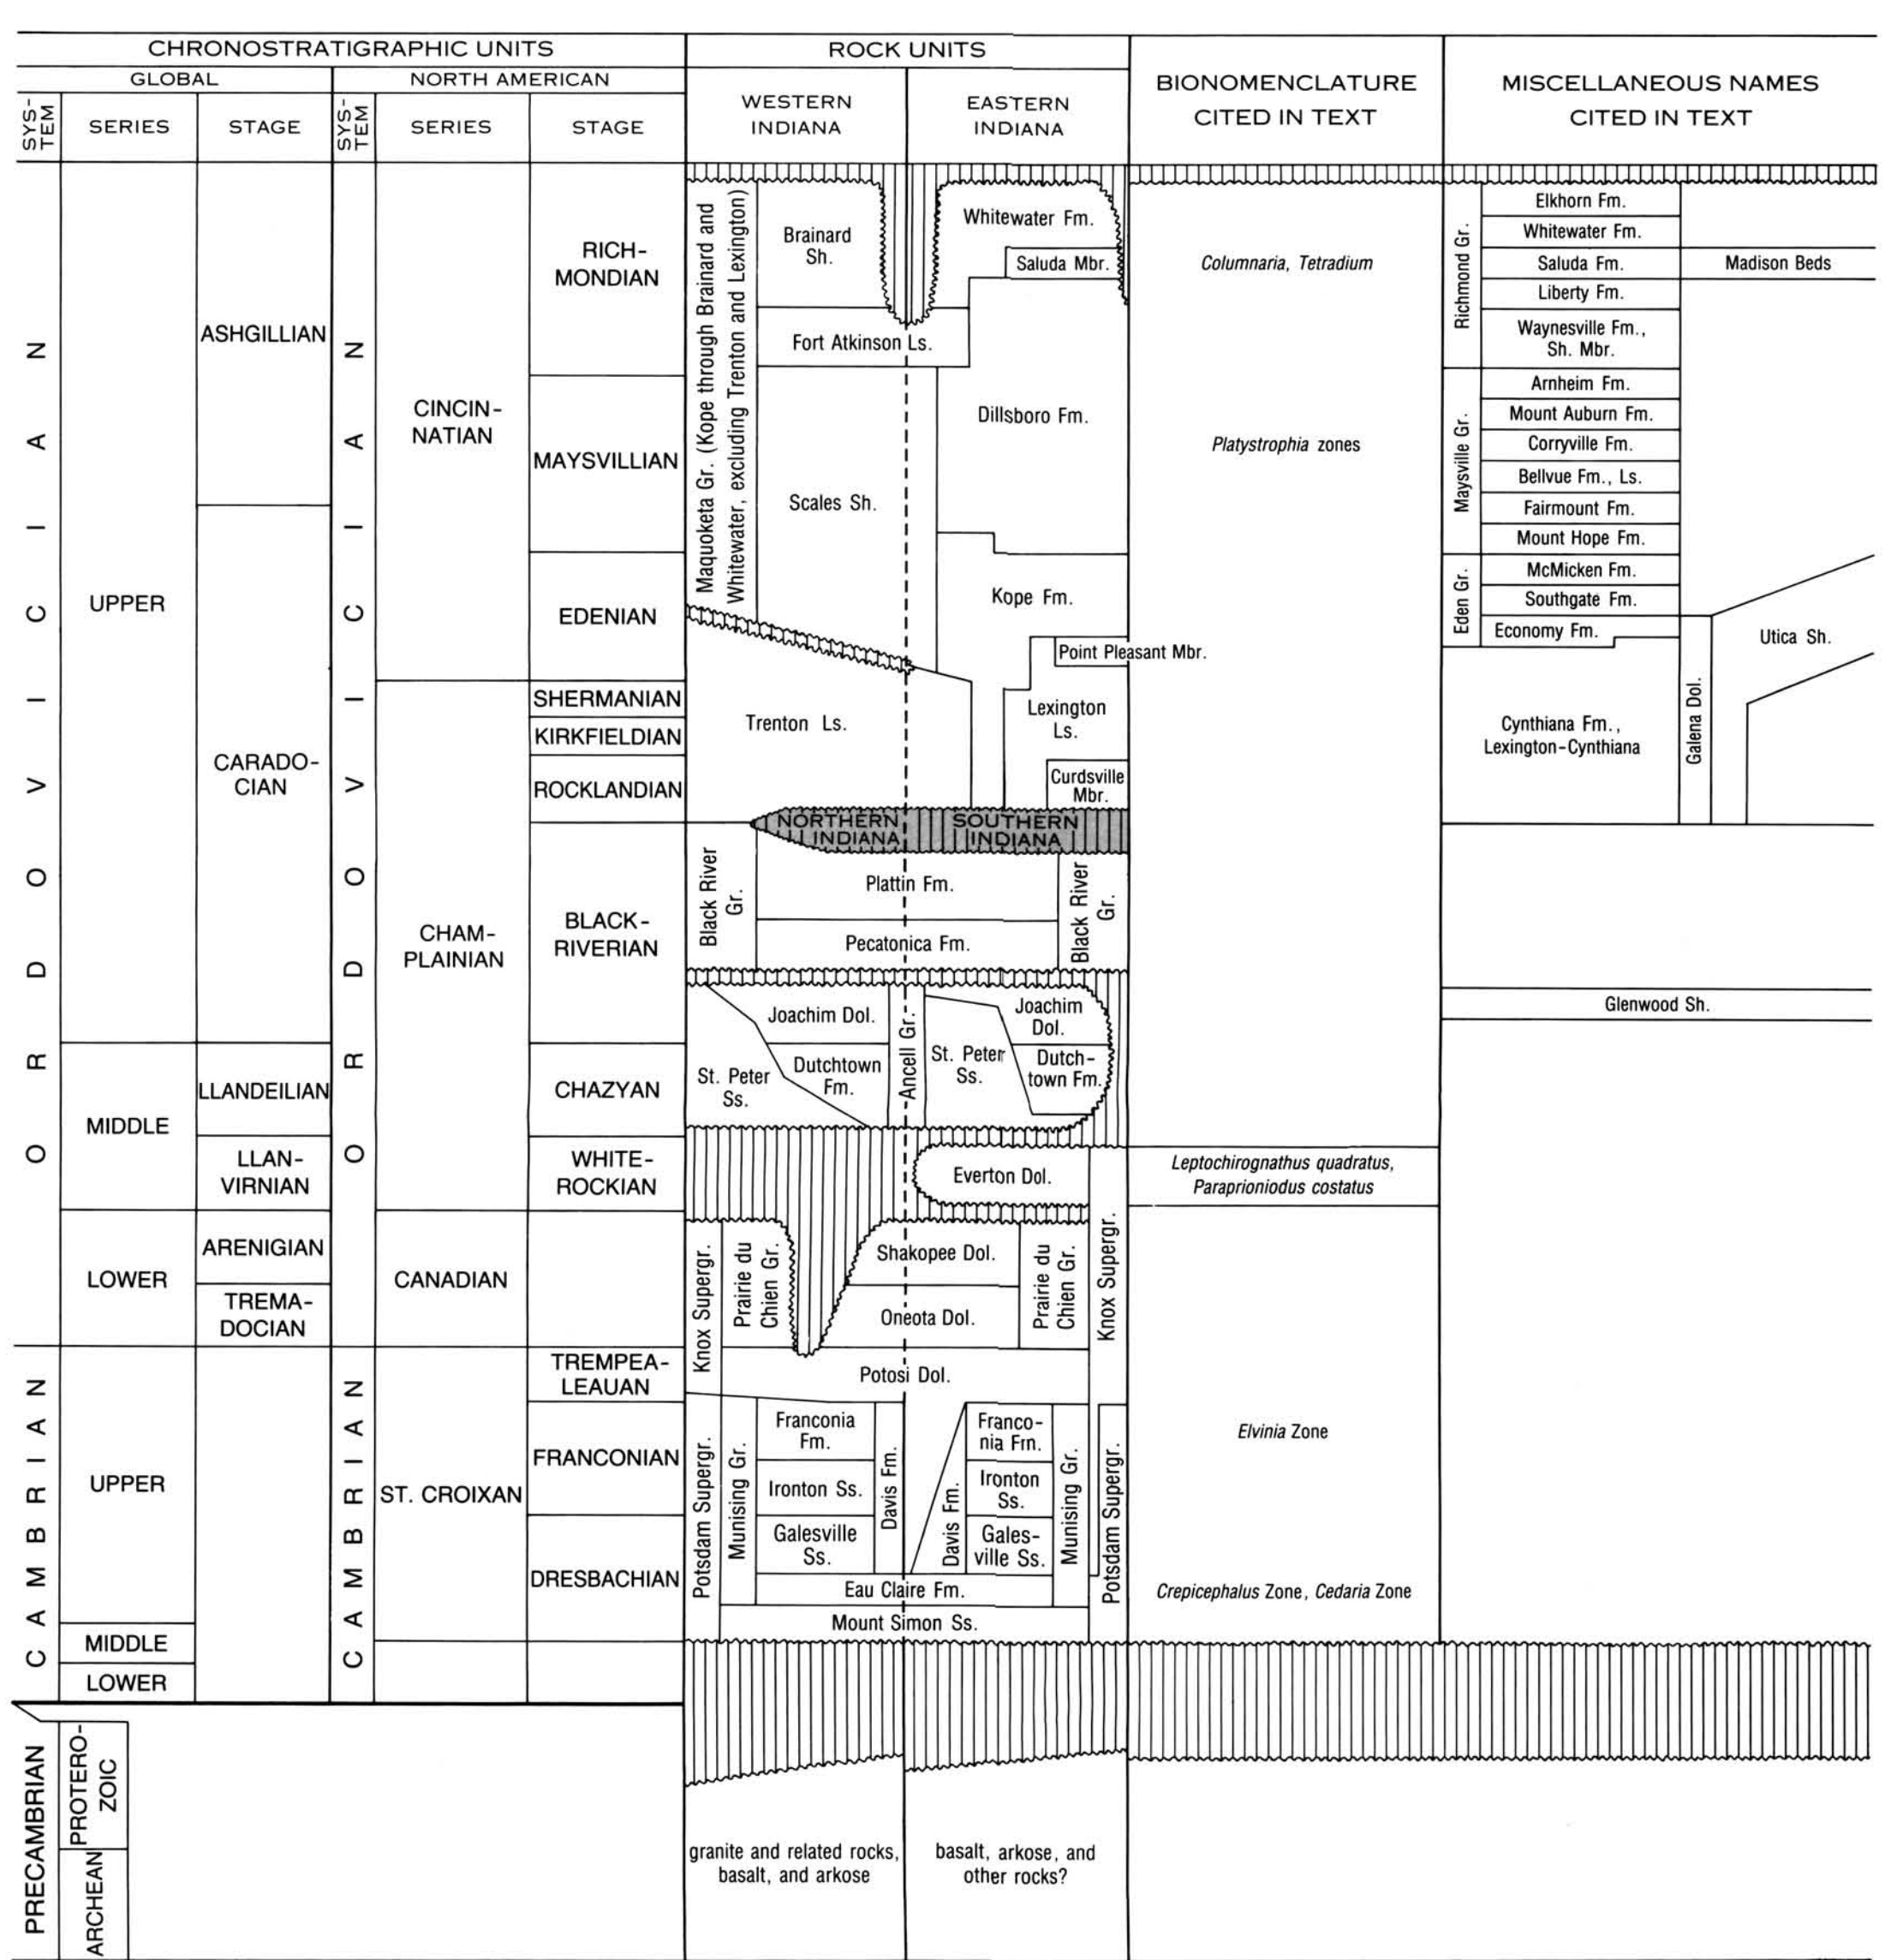 CHRONOSTRATIGRAPHIC UNITS
ROCK UNITS
BIONOMENCLATURE
CITED IN TEXT
MISCELLANEOUS NAMES
CITED IN TEXT
GLOBAL
NORTH AMERICAN
WESTERN
INDIANA
EASTERN
INDIANA
SYS-
TEM
SERIES
STAGE
SYS-
TEM
SERIES
STAGE
ORDOVICIAN
UPPER
MIDDLE
LOWER
ASHGILLIAN
CARADO-
CIAN
LLANDEILIAN
LLAN-
VIRNIAN
ARENIGIAN
TREMA-
DOCIAN
CAMBRIAN
UPPER
MIDDLE
LOWER
PRECAMBRIAN
PROTERO-
ZOIC
ARCHEAN
ORDOVICIAN
CINCIN-
NATIAN
CHAM-
PLAINIAN
CANADIAN
CAMBRIAN
ST. CROIXAN
RICH-
MONDIAN
MAYSVILLIAN
EDENIAN
SHERMANIAN
KIRKFIELDIAN
ROCKLANDIAN
BLACK-
RIVERIAN
CHAZYAN
WHITE-
ROCKIAN
TREMPEA-
LEAUAN
FRANCONIAN
DRESBACHIAN
Maquoketa Gr. (Kope through Brainard and
Whitewater, excluding Trenton and Lexington)
Brainard
Sh.
Whitewater Fm.
Saluda Mbr.
Fort Atkinson Ls.
Dillsboro Fm.
Scales Sh.
Kope Fm.
Point Pleasant Mbr.
Trenton Ls.
Lexington
Ls.
Curdsville
Mbr.
NORTHERN
INDIANA
SOUTHERN
INDIANA
Black River
Gr.
Plattin Fm.
Pecatonica Fm.
Black River
Gr.
Joachim Dol.
Dutchtown
Fm.
St. Peter
Ss.
Ancell Gr.
St. Peter
Ss.
Joachim
Dol.
Dutch-
town Fm.
Everton Dol.
Knox Supergr.
Prairie du
Chien Gr.
Shakopee Dol.
Oneota Dol.
Prairie du
Chien Gr.
Knox Supergr.
Potosi Dol.
Potsdam Supergr.
Munising Gr.
Franconia
Fm.
Ironton Ss.
Galesville
Ss.
Davis Fm.
Davis Fm.
Franco-
nia Fm.
Ironton
Ss.
Gales-
ville Ss.
Munising Gr.
Potsdam Supergr.
Eau Claire Fm.
Mount Simon Ss.
granite and related rocks,
basalt, and arkose
basalt, arkose, and
other rocks?
Columnaria, Tetradium
Platystrophia zones
Leptochirognathus quadratus,
Paraprioniodus costatus
Elvinia Zone
Crepicephalus Zone, Cedaria Zone
Richmond Gr.
Elkhorn Fm.
Whitewater Fm.
Saluda Fm.
Madison Beds
Liberty Fm.
Waynesville Fm.,
Sh. Mbr.
Maysville Gr.
Arnheim Fm.
Mount Auburn Fm.
Corryville Fm.
Bellvue Fm., Ls.
Fairmount Fm.
Mount Hope Fm.
Eden Gr.
McMicken Fm.
Southgate Fm.
Economy Fm.
Utica Sh.
Cynthiana Fm.,
Lexington-Cynthiana
Galena Dol.
Glenwood Sh.